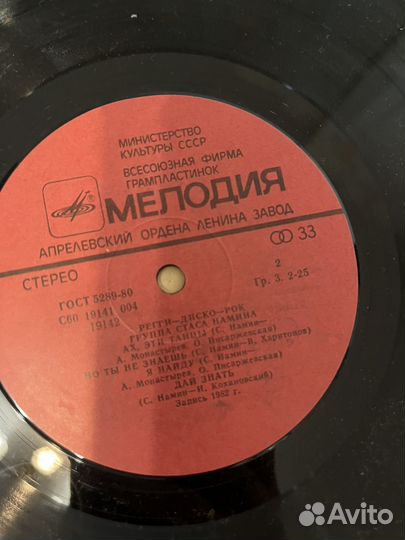 МИНИСТЕРСТВО
КУЛЬТУРЫ СССР
ВСЕСОЮЗНАЯ ФИРМА
ГРАМПЛАСТИНОК
МЕЛОДИЯ
АПРЕЛЕВСКИЙ ОРДЕНА ЛЕНИНА ЗАВОД
СТЕРЕО
33
ГОСТ 5289-80
2
С60 19141 004
Гр. 3. 2-25
19142
РЕГГИ-ДИСКО-РОК
ГРУППА СТАСА НАМИНА
АХ, ЭТИ ТАНЦЫ (С. Намин-
А. Монастырев, О. Писаржевская)
НО ТЫ НЕ ЗНАЕШЬ (С. Намин-В. Харитонов)
Я НАЙДУ (С. Намин-
А. Монастырев, О. Писаржевская)
ДАЙ ЗНАТЬ
(С. Намин-И. Кохановский)
Запись 1982 г.
Avito